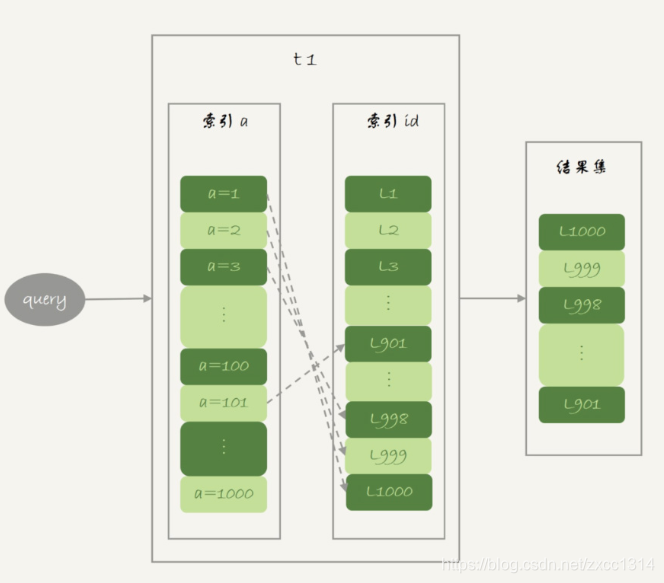 t1
索引 a
索引 id
结果集
query
a=1
a=2
a=3
⋮
a=100
a=101
⋮
a=1000
L1
L2
L3
⋮
L901
⋮
L998
L999
L1000
L1000
L999
L998
⋮
L901
https://blog.csdn.net/zxcc1314